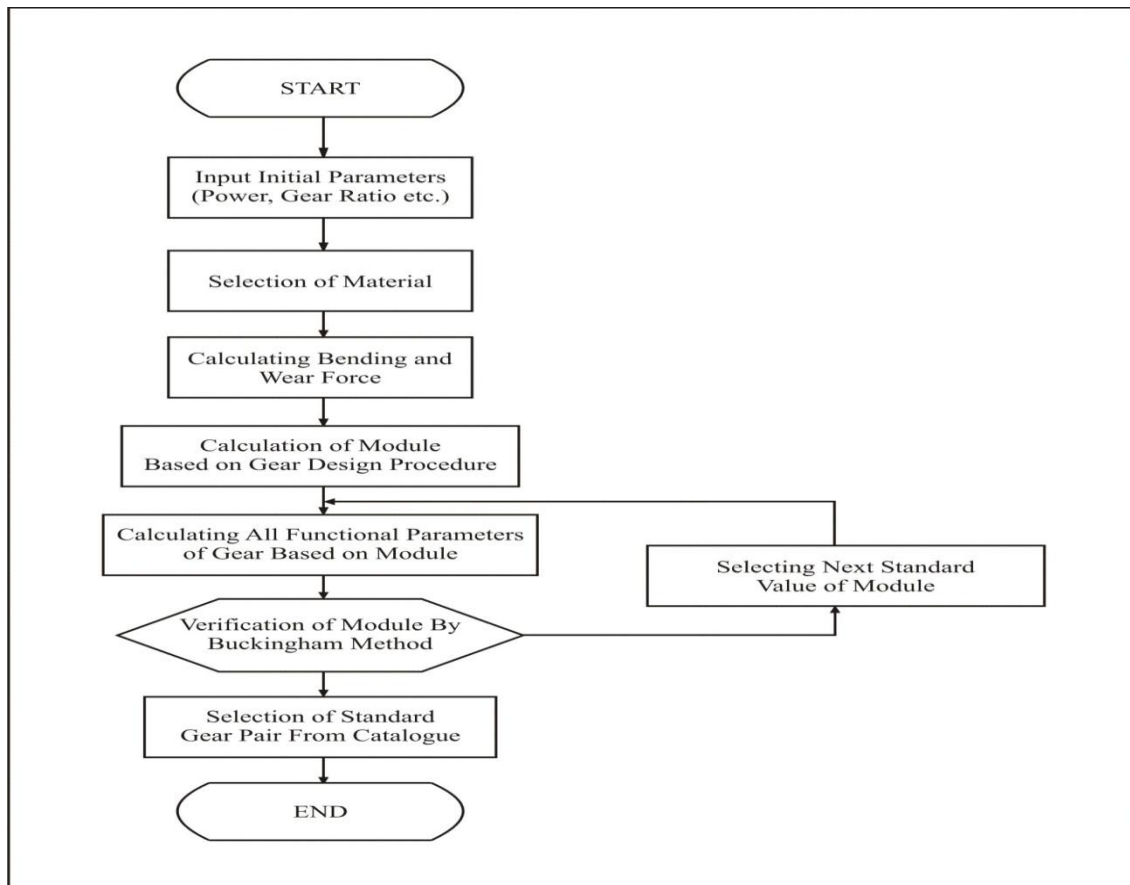 START
Input Initial Parameters
(Power, Gear Ratio etc.)
Selection of Material
Calculating Bending and
Wear Force
Calculation of Module
Based on Gear Design Procedure
Calculating All Functional Parameters
of Gear Based on Module
Selecting Next Standard
Value of Module
Verification of Module By
Buckingham Method
Selection of Standard
Gear Pair From Catalogue
END